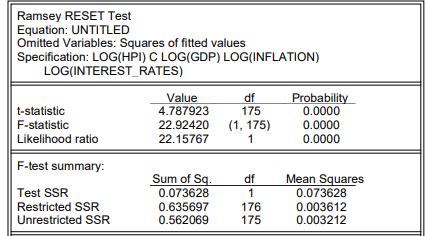 Ramsey RESET Test
Equation: UNTITLED
Omitted Variables: Squares of fitted values
Specification: LOG(HPI) C LOG(GDP) LOG(INFLATION)
LOG(INTEREST_RATES)
Value df Probability
t-statistic 4.787923 175 0.0000
F-statistic 22.92420 (1, 175) 0.0000
Likelihood ratio 22.15767 1 0.0000
F-test summary:
Sum of Sq. df Mean Squares
Test SSR 0.073628 1 0.073628
Restricted SSR 0.635697 176 0.003612
Unrestricted SSR 0.562069 175 0.003212